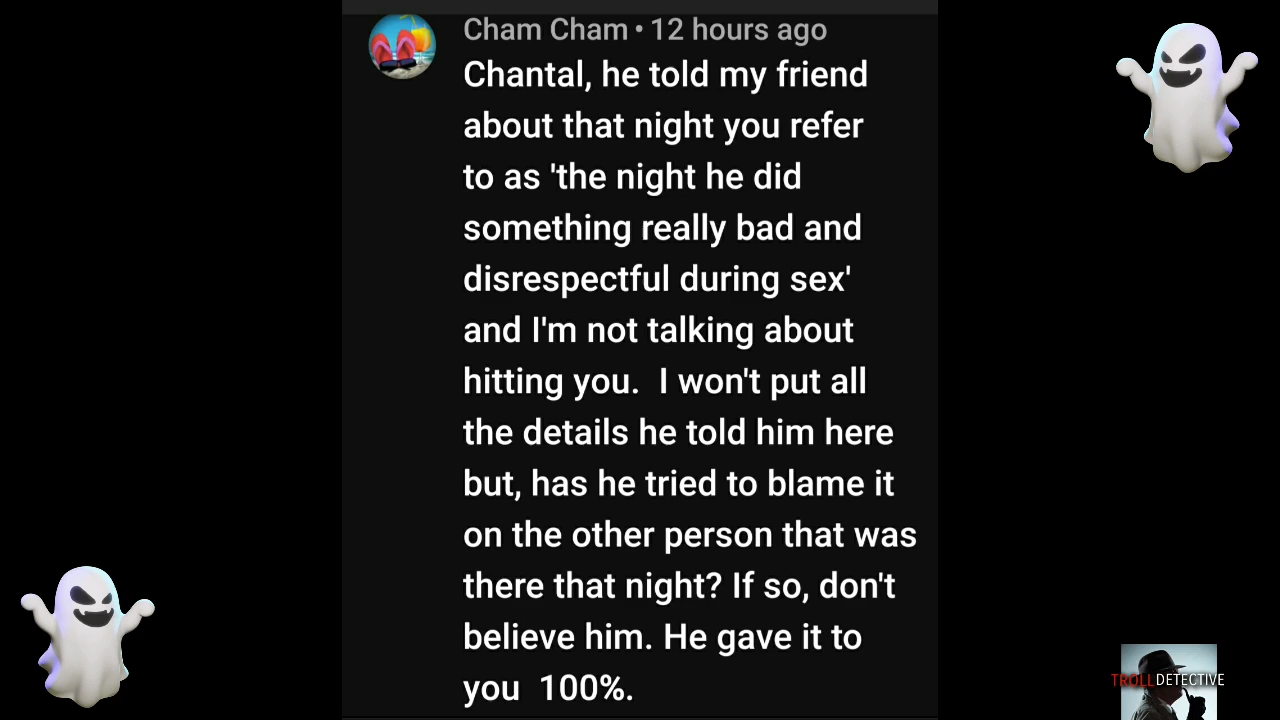 Cham Cham • 12 hours ago
Chantal, he told my friend
about that night you refer
to as 'the night he did
something really bad and
disrespectful during sex'
and I'm not talking about
hitting you.  I won't put all
the details he told him here
but, has he tried to blame it
on the other person that was
there that night? If so, don't
believe him. He gave it to
you  100%.
TROLLDETECTIVE